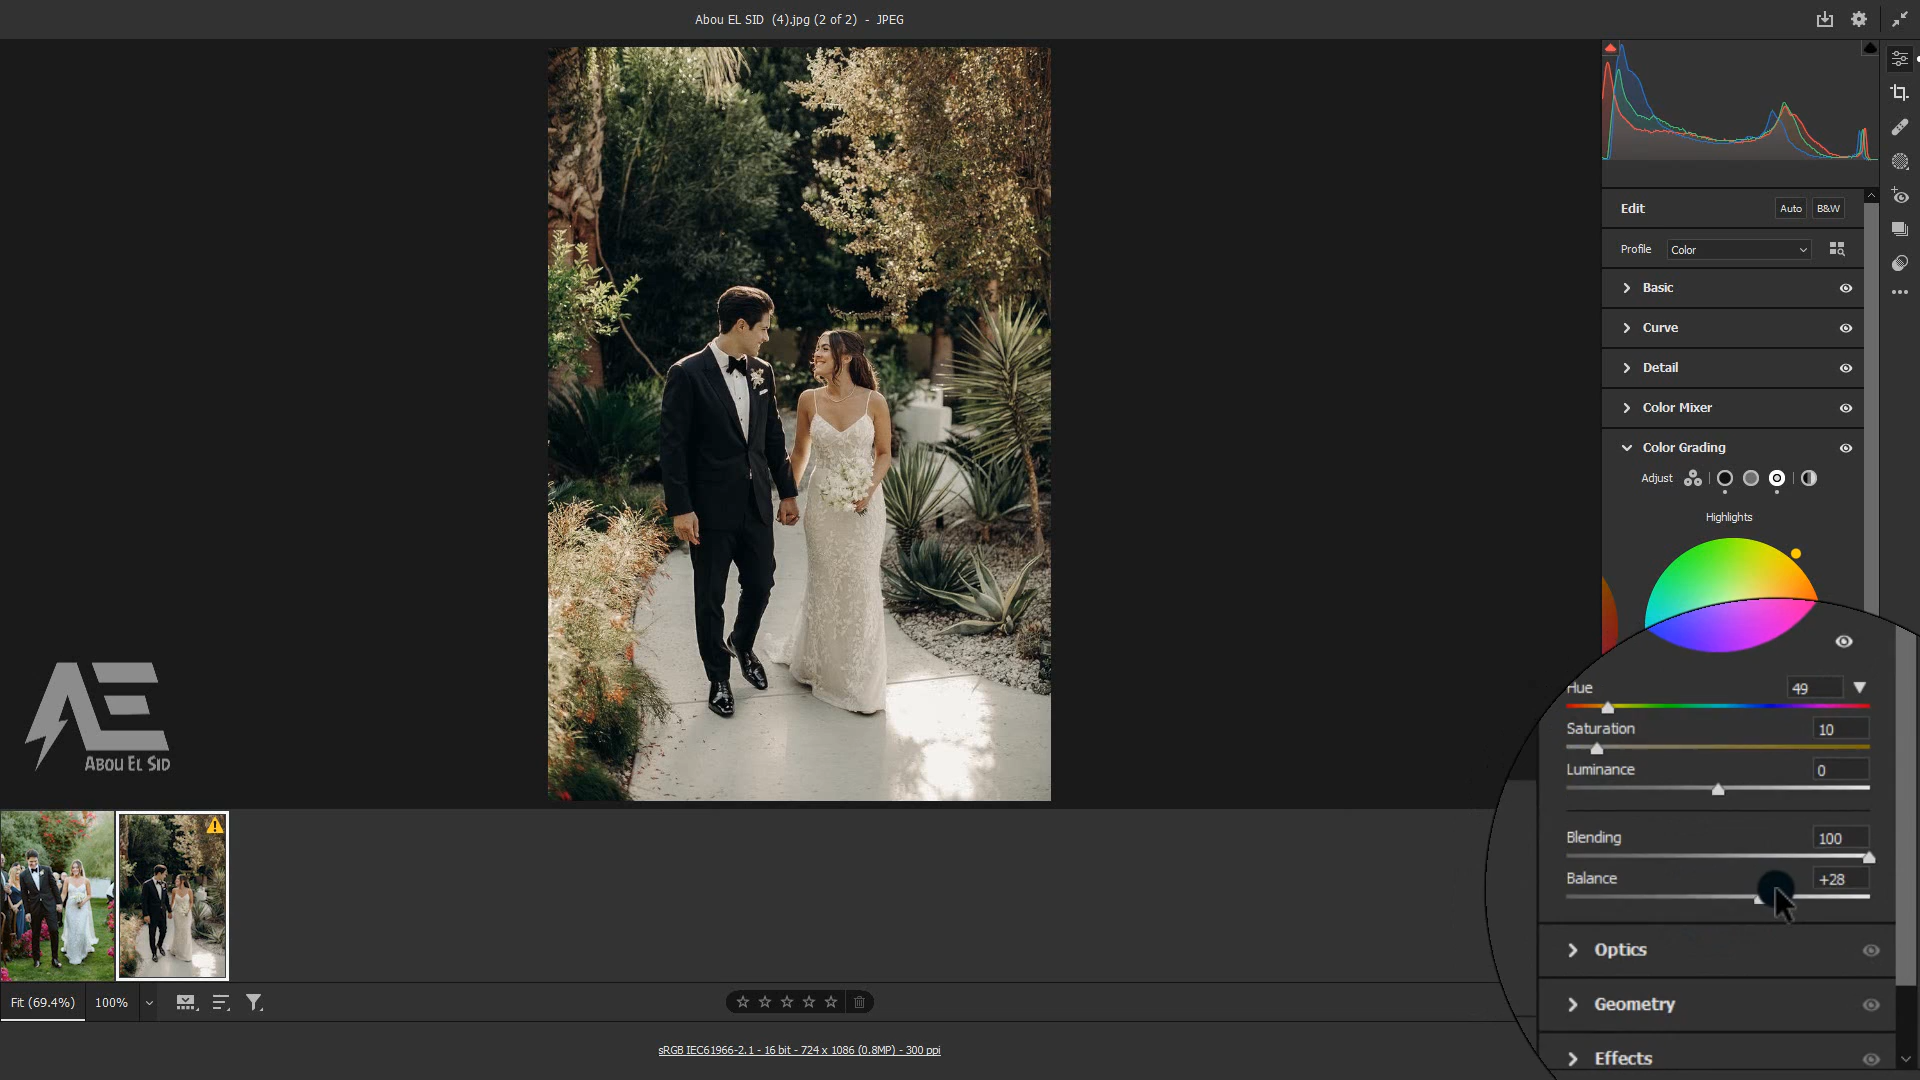 Abou EL SID (4).jpg (2 of 2) - JPEG
Edit
Auto
B&W
Profile
Color
Basic
Curve
Detail
Color Mixer
Color Grading
Adjust
Highlights
Hue
49
Saturation
10
Luminance
0
Blending
100
Balance
+28
Optics
Geometry
Effects
AE
ABOU EL SID
Fit (69.4%)
100%
sRGB IEC61966-2.1 - 16 bit - 724 x 1086 (0.8MP) - 300 ppi